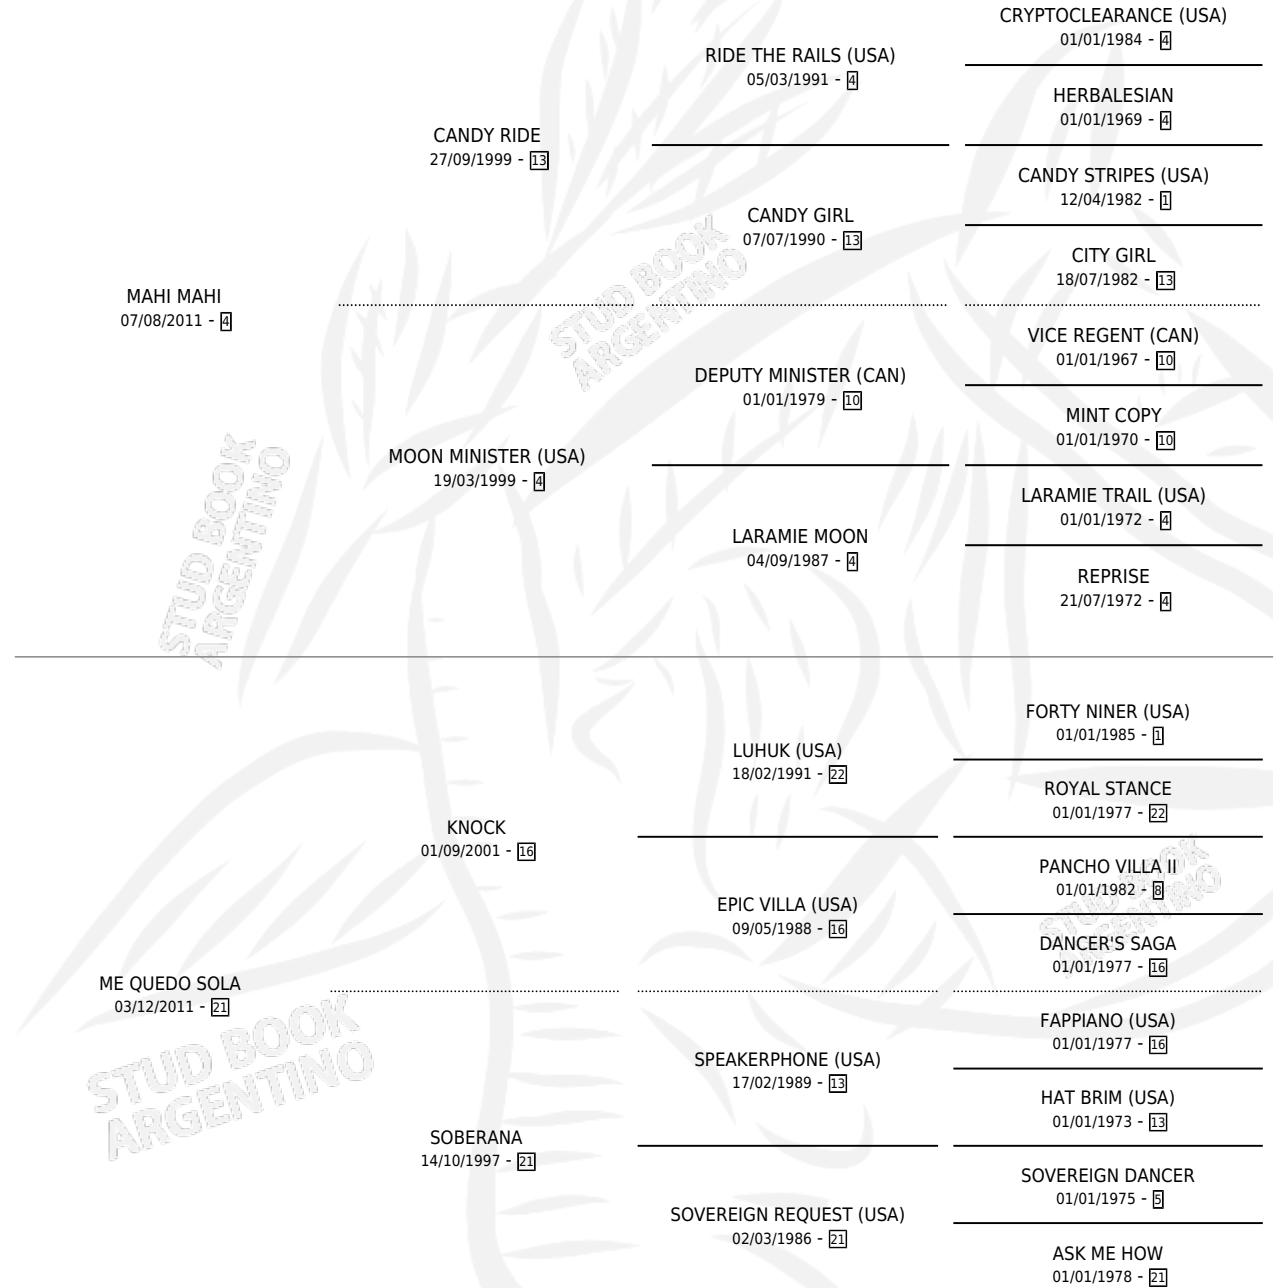 CRYPTOCLEARANCE (USA)
01/01/1984 - 4
RIDE THE RAILS (USA)
05/03/1991 - 4
HERBALESIAN
01/01/1969 - 4
CANDY RIDE
27/09/1999 - 13
CANDY STRIPES (USA)
12/04/1982 - 1
CANDY GIRL
07/07/1990 - 13
CITY GIRL
18/07/1982 - 13
MAHI MAHI
07/08/2011 - 4
VICE REGENT (CAN)
01/01/1967 - 10
DEPUTY MINISTER (CAN)
01/01/1979 - 10
MINT COPY
01/01/1970 - 10
MOON MINISTER (USA)
19/03/1999 - 4
LARAMIE TRAIL (USA)
01/01/1972 - 4
LARAMIE MOON
04/09/1987 - 4
REPRISE
21/07/1972 - 4
STUD BOOK
ARGENTINO
STUD BOOK
ARGENTINO
FORTY NINER (USA)
01/01/1985 - 1
LUHUK (USA)
18/02/1991 - 22
ROYAL STANCE
01/01/1977 - 22
KNOCK
01/09/2001 - 16
PANCHO VILLA II
01/01/1982 - 8
EPIC VILLA (USA)
09/05/1988 - 16
DANCER'S SAGA
01/01/1977 - 16
ME QUEDO SOLA
03/12/2011 - 21
FAPPIANO (USA)
01/01/1977 - 16
SPEAKERPHONE (USA)
17/02/1989 - 13
HAT BRIM (USA)
01/01/1973 - 13
SOBERANA
14/10/1997 - 21
SOVEREIGN DANCER
01/01/1975 - 5
SOVEREIGN REQUEST (USA)
02/03/1986 - 21
ASK ME HOW
01/01/1978 - 21
STUD BOOK
ARGENTINO
STUD BOOK
ARGENTINO